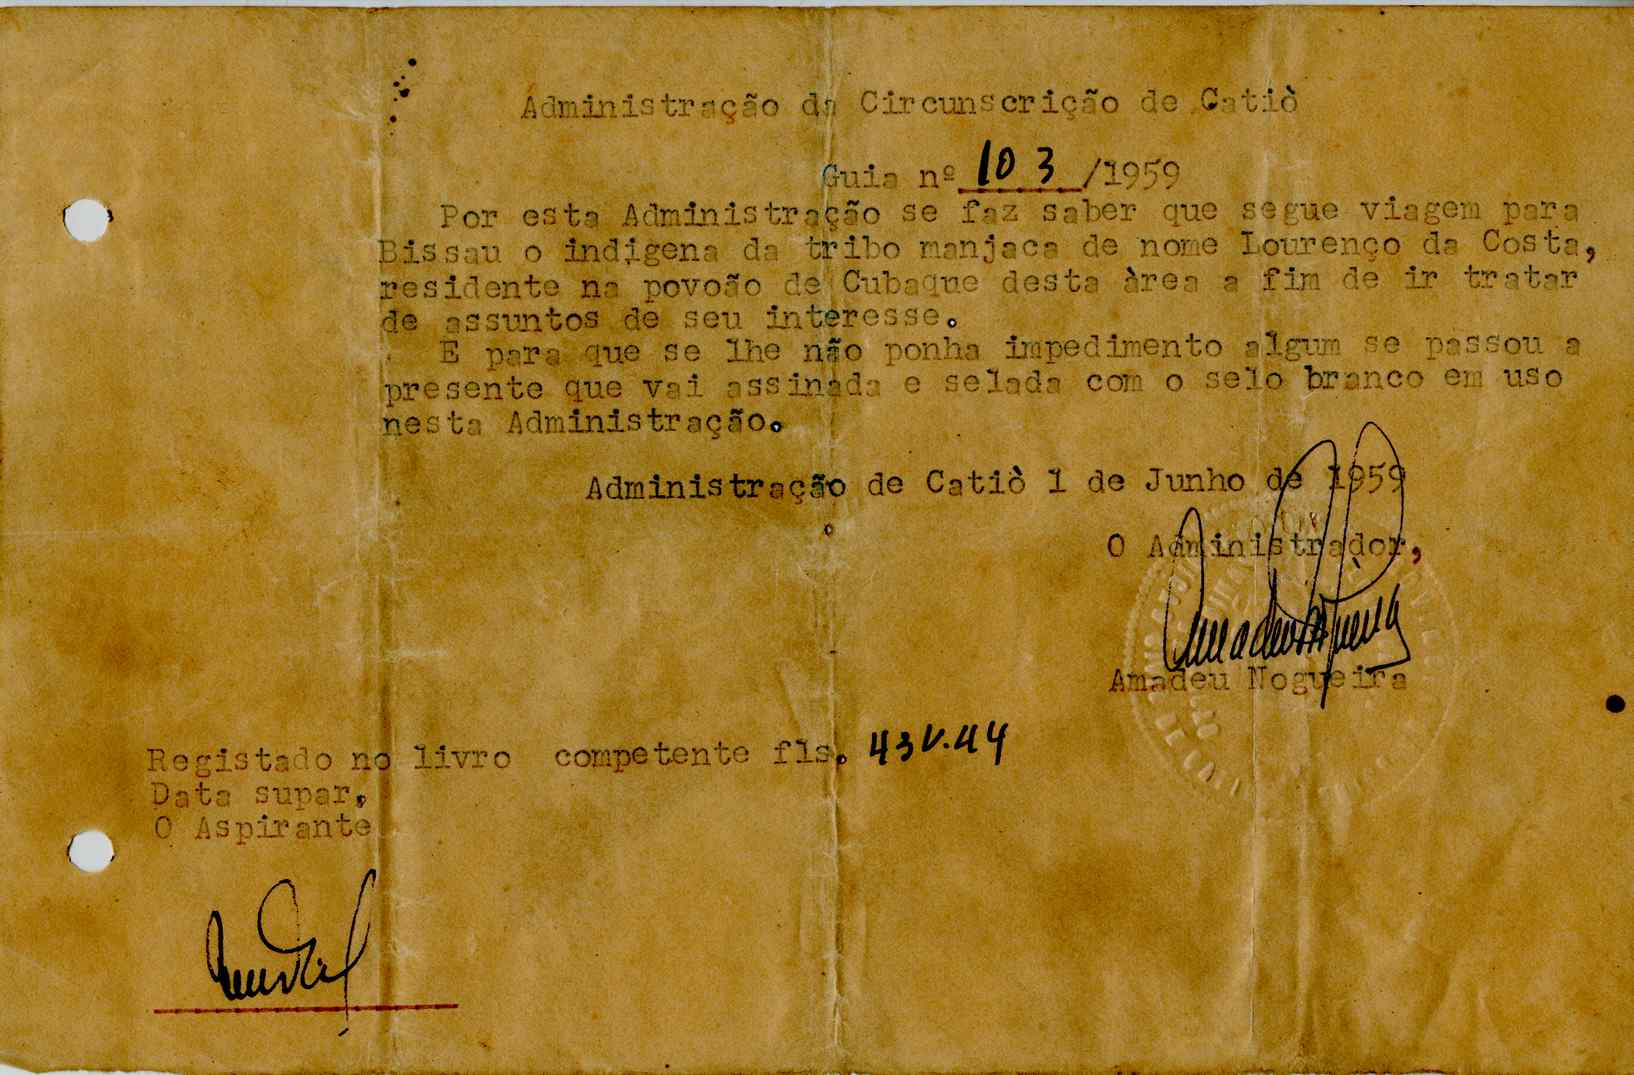 Administração da Circunscrição de Catiò
Guia nº 103/1959
Por esta Administração se faz saber que segue viagem para
Bissau o indigena da tribo manjaca de nome Lourenço da Costa,
residente na povoão de Cubaque desta àrea a fim de ir tratar
de assuntos de seu interesse.
E para que se lhe não ponha impedimento algum se passou a
presente que vai assinada e selada com o selo branco em uso
nesta Administração.
Administração de Catiò 1 de Junho de 1959
O Administrador,
Amadeu Nogueira
Amadeu Nogueira
Registado no livro competente fls. 43V.44
Data supar,
O Aspirante